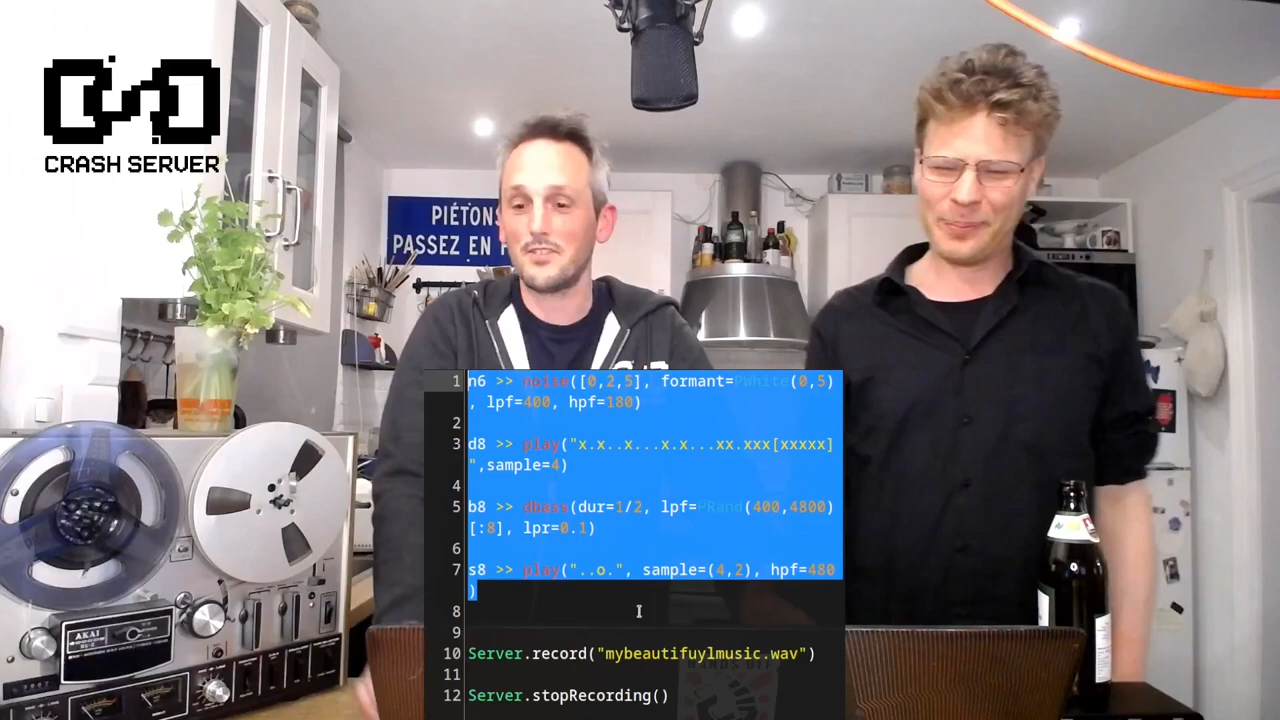 CRASH SERVER
PIÉTONS
PASSEZ EN
1 n6 >> noise([0,2,5], formant=PWhite(0,5)
, lpf=400, hpf=180)
2
3 d8 >> play("x.x..x...x.x...xx.xxx[xxxxx]
",sample=4)
4
5 b8 >> dbass(dur=1/2, lpf=PRand(400,4800)
[:8], lpr=0.1)
6
7 s8 >> play("..o.", sample=(4,2), hpf=480
)
8
9
10 Server.record("mybeautifuylmusic.wav")
11
12 Server.stopRecording()
AKAI